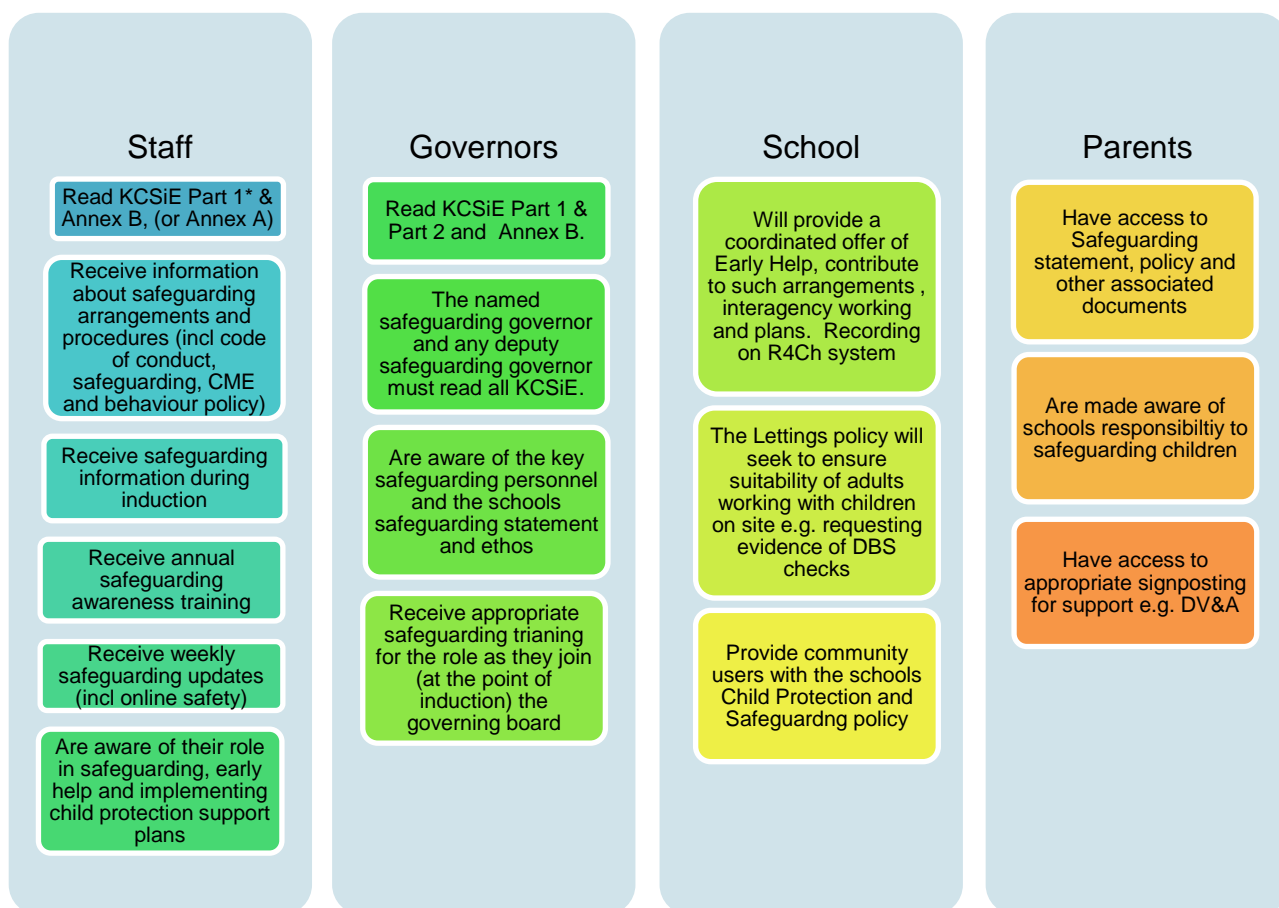 Staff
Read KCSiE Part 1* &
Annex B, (or Annex A)
Receive information
about safeguarding
arrangements and
procedures (incl code
of conduct,
safeguarding, CME
and behaviour policy)
Receive safeguarding
information during
induction
Receive annual
safeguarding
awareness training
Receive weekly
safeguarding updates
(incl online safety)
Are aware of their role
in safeguarding, early
help and implementing
child protection support
plans
Governors
Read KCSiE Part 1 &
Part 2 and Annex B.
The named
safeguarding governor
and any deputy
safeguarding governor
must read all KCSiE.
Are aware of the key
safeguarding personnel
and the schools
safeguarding statement
and ethos
Receive appropriate
safeguarding trianing
for the role as they join
(at the point of
induction) the
governing board
School
Will provide a
coordinated offer of
Early Help, contribute
to such arrangements ,
interagency working
and plans. Recording
on R4Ch system
The Lettings policy will
seek to ensure
suitability of adults
working with children
on site e.g. requesting
evidence of DBS
checks
Provide community
users with the schools
Child Protection and
Safeguardng policy
Parents
Have access to
Safeguarding
statement, policy and
other associated
documents
Are made aware of
schools responsibiltiy to
safeguarding children
Have access to
appropriate signposting
for support e.g. DV&A